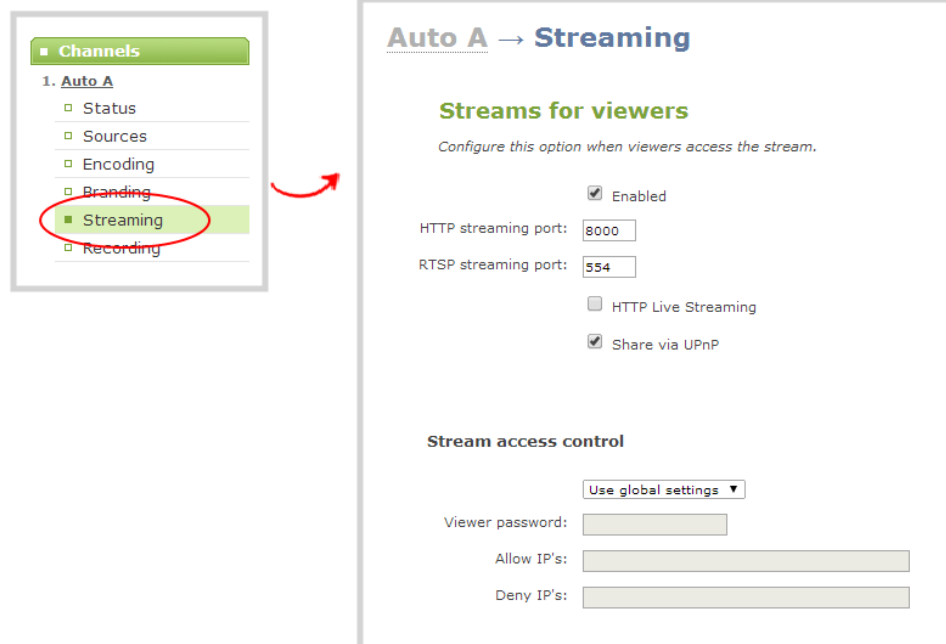 Channels
1. Auto A
Status
Sources
Encoding
Branding
Streaming
Recording
Auto A → Streaming
Streams for viewers
Configure this option when viewers access the stream.
Enabled
HTTP streaming port: 8000
RTSP streaming port: 554
HTTP Live Streaming
Share via UPnP
Stream access control
Use global settings
Viewer password:
Allow IP's:
Deny IP's: